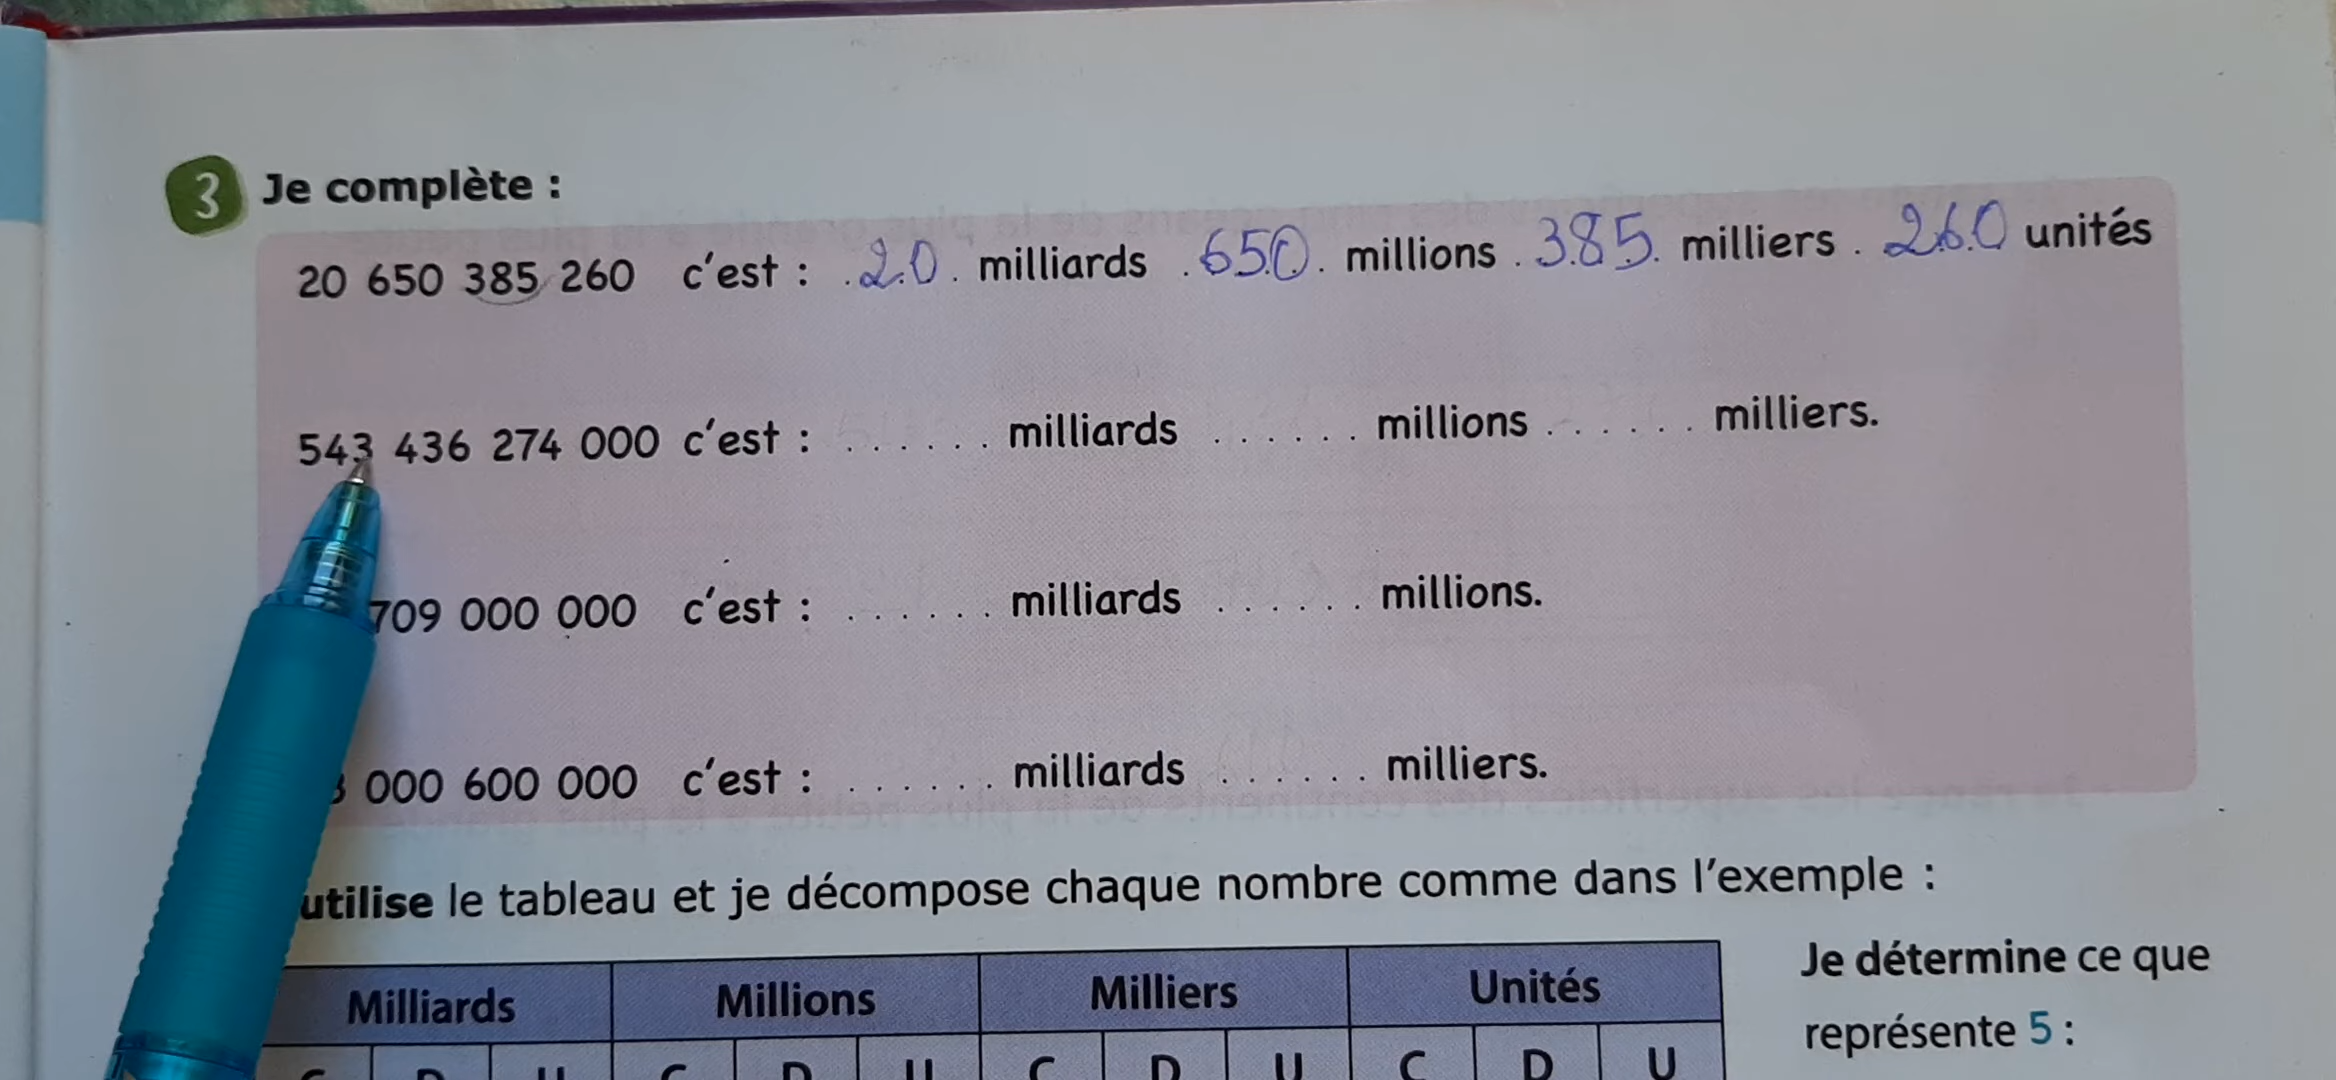 3 Je complète :
20 650 385 260 c'est : .20. milliards .650. millions .385. milliers .260 unités
543 436 274 000 c'est : ...... milliards ...... millions ...... milliers.
709 000 000 c'est : ...... milliards ...... millions.
000 600 000 c'est : ...... milliards ...... milliers.
utilise le tableau et je décompose chaque nombre comme dans l'exemple :
Milliards Millions Milliers Unités
C D U C D U C D U C D U
Je détermine ce que
représente 5 :